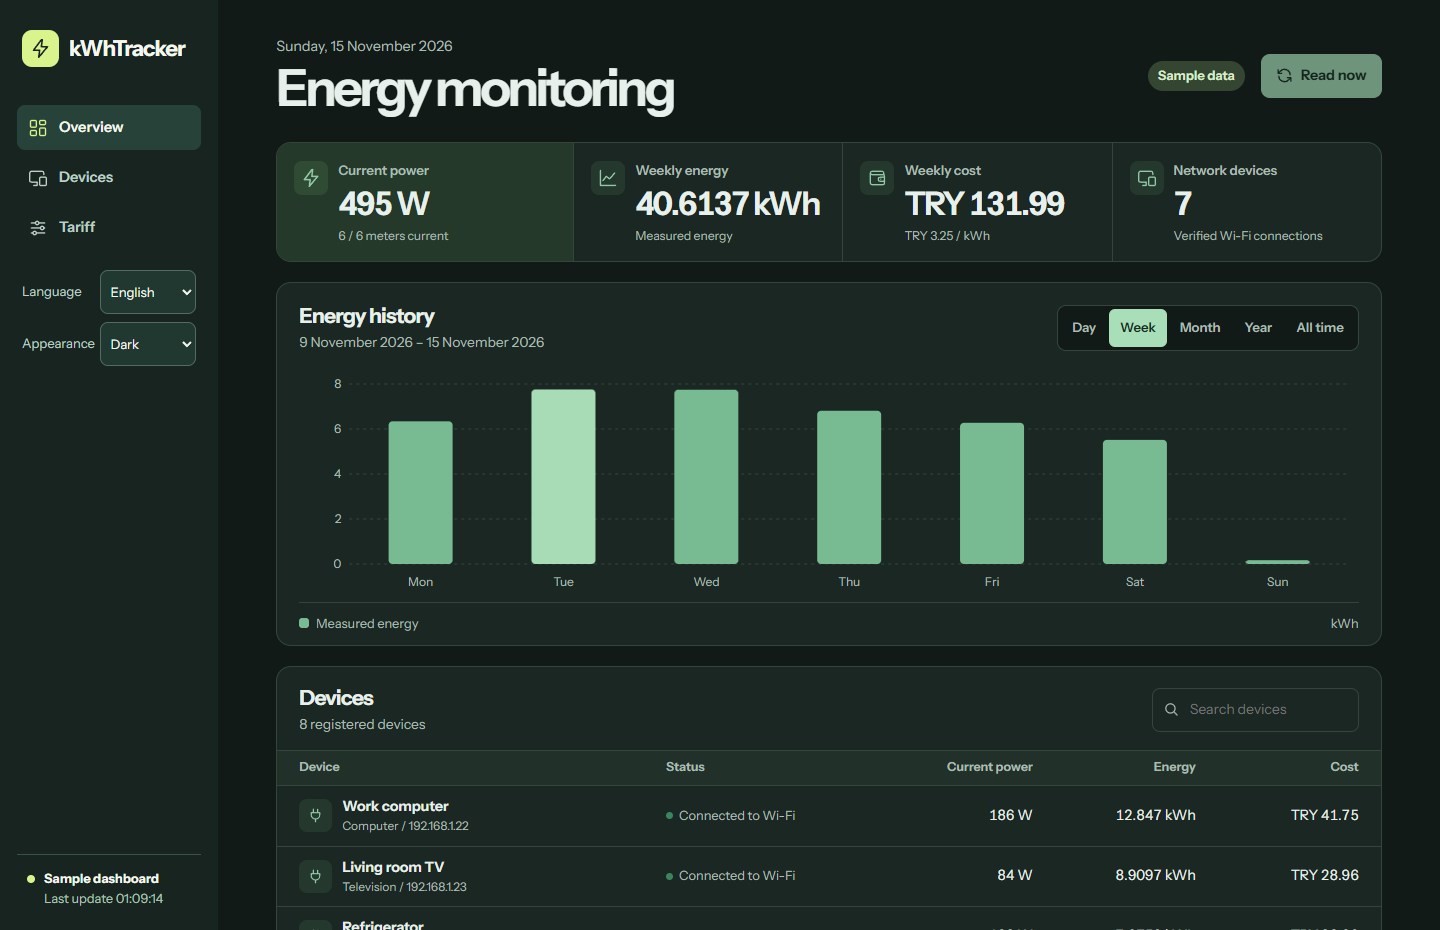 kWhTracker
Overview
Devices
Tariff
Language
English
Appearance
Dark
Sample dashboard
Last update 01:09:14
Sunday, 15 November 2026
Energy monitoring
Sample data
Read now
Current power
495 W
6 / 6 meters current
Weekly energy
40.6137 kWh
Measured energy
Weekly cost
TRY 131.99
TRY 3.25 / kWh
Network devices
7
Verified Wi-Fi connections
Energy history
9 November 2026 – 15 November 2026
Day Week Month Year All time
8
6
4
2
0
Mon Tue Wed Thu Fri Sat Sun
Measured energy
kWh
Devices
8 registered devices
Search devices
Device Status Current power Energy Cost
Work computer
Computer / 192.168.1.22
Connected to Wi-Fi
186 W
12.847 kWh
TRY 41.75
Living room TV
Television / 192.168.1.23
Connected to Wi-Fi
84 W
8.9097 kWh
TRY 28.96
Refrigerator